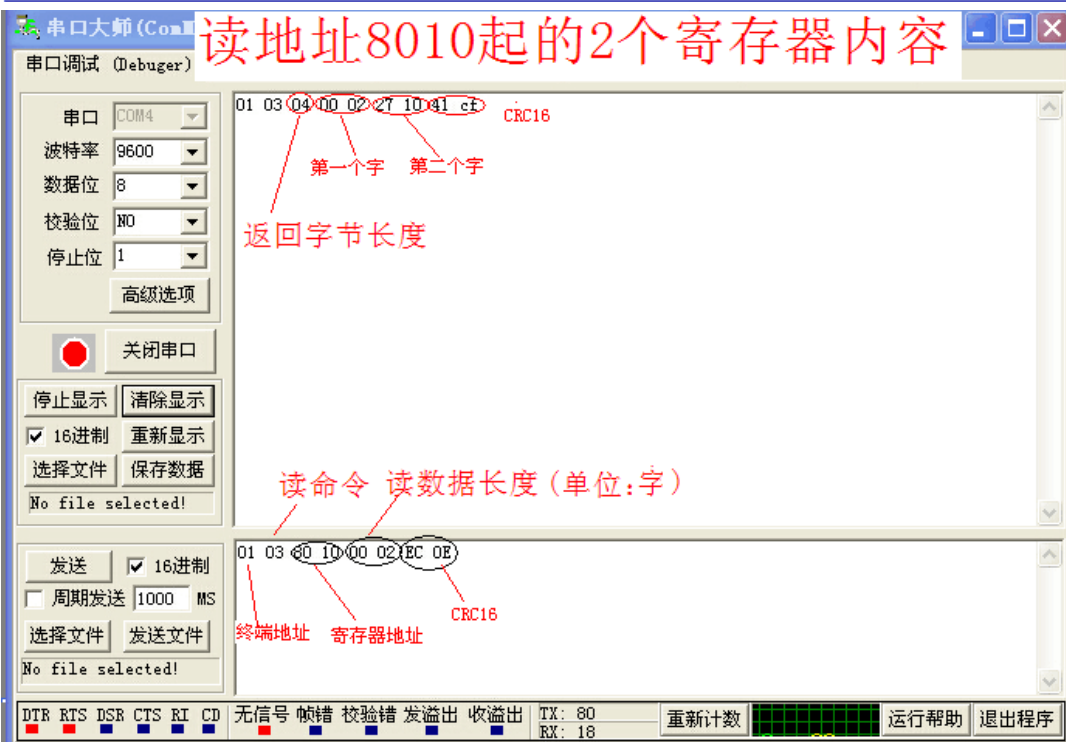 串口大师(Com
读地址8010起的2个寄存器内容
串口调试 (Debuger)
串口 COM4
波特率 9600
数据位 8
校验位 NO
停止位 1
高级选项
关闭串口
停止显示 清除显示
16进制 重新显示
选择文件 保存数据
No file selected!
01 03 04 00 02 27 10 41 cf CRC16
第一个字 第二个字
返回字节长度
读命令 读数据长度(单位:字)
发送 16进制
周期发送 1000 MS
选择文件 发送文件
No file selected!
01 03 80 10 00 02 EC 0E
CRC16
终端地址 寄存器地址
DTR RTS DSR CTS RI CD 无信号 帧错 校验错 发溢出 收溢出 TX: 80
RX: 18
重新计数 运行帮助 退出程序